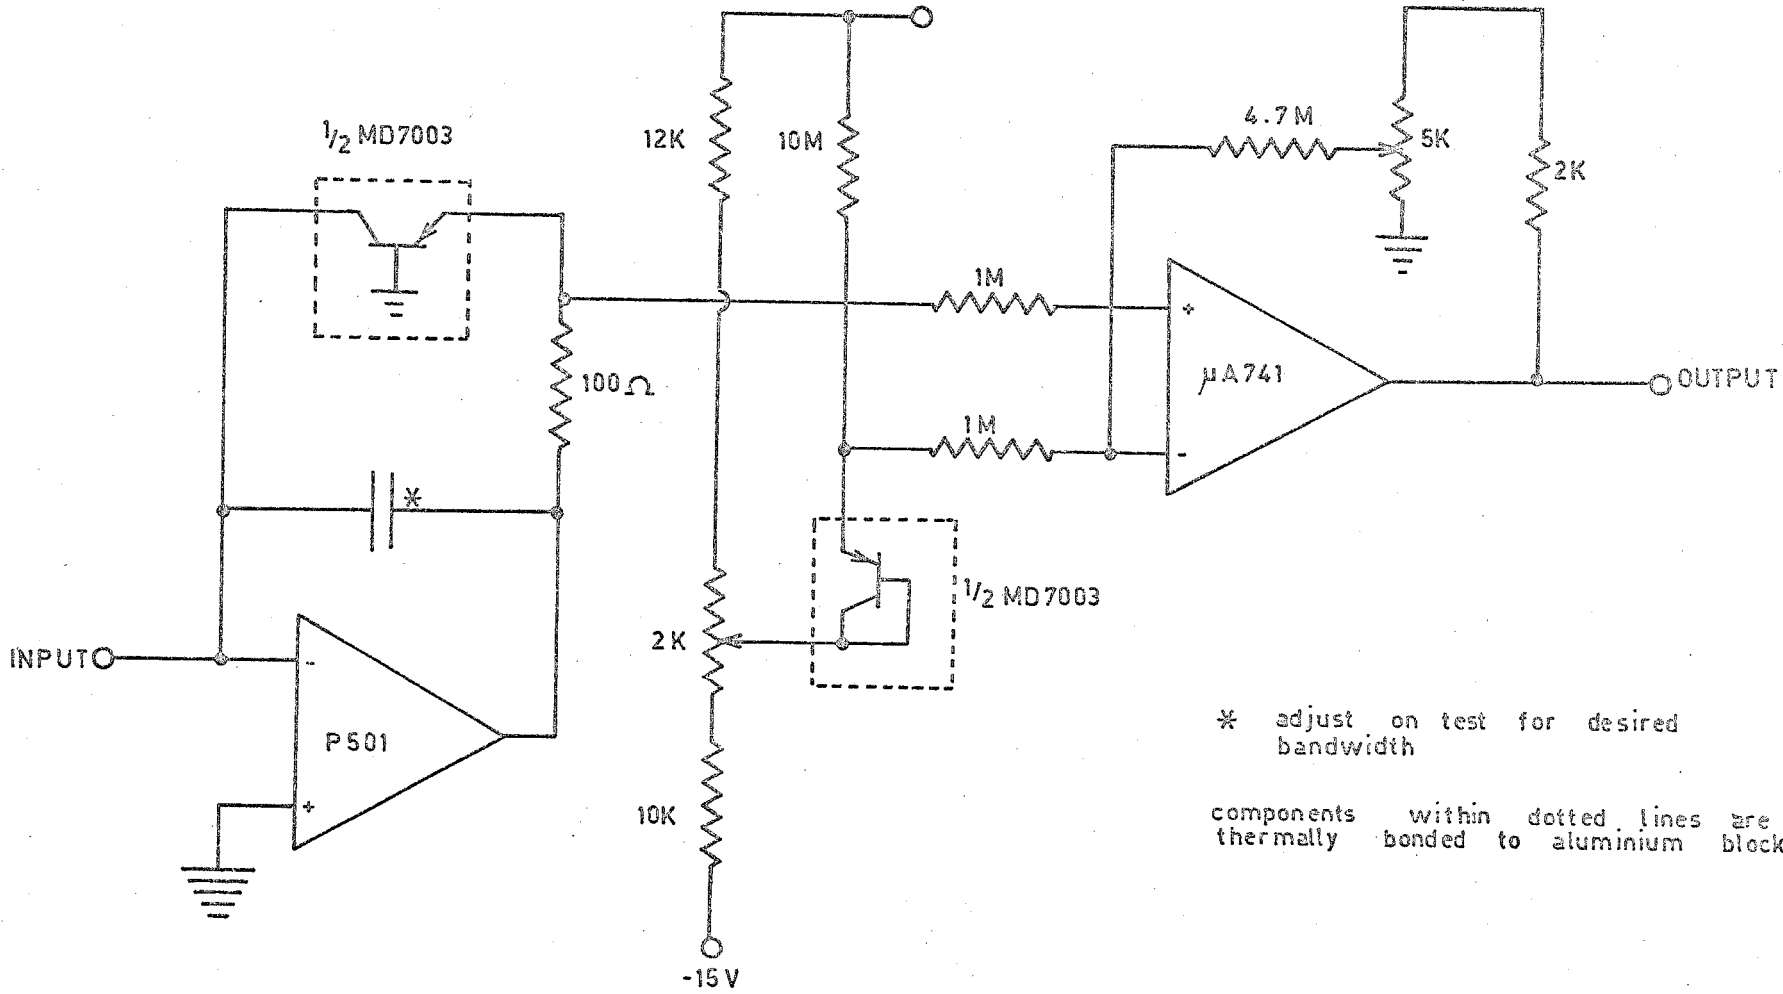 1/2 MD7003
12K
10M
4.7M
5K
2K
1M
100Ω
μA741
OUTPUT
1M
+
-
1/2 MD7003
2K
INPUT
-
P501
+
10K
-15V
* adjust on test for desired
bandwidth
components within dotted lines are
thermally bonded to aluminium block
*